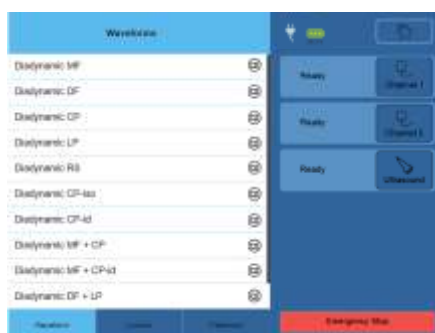 Waveforms
Diadynamic MF
Diadynamic DF
Diadynamic CP
Diadynamic LP
Diadynamic RS
Diadynamic CP-iso
Diadynamic CP-id
Diadynamic MF + CP
Diadynamic MF + CP-id
Diadynamic DF + LP
Ready
Channel 1
Ready
Channel 2
Ready
Ultrasound
Emergency Stop